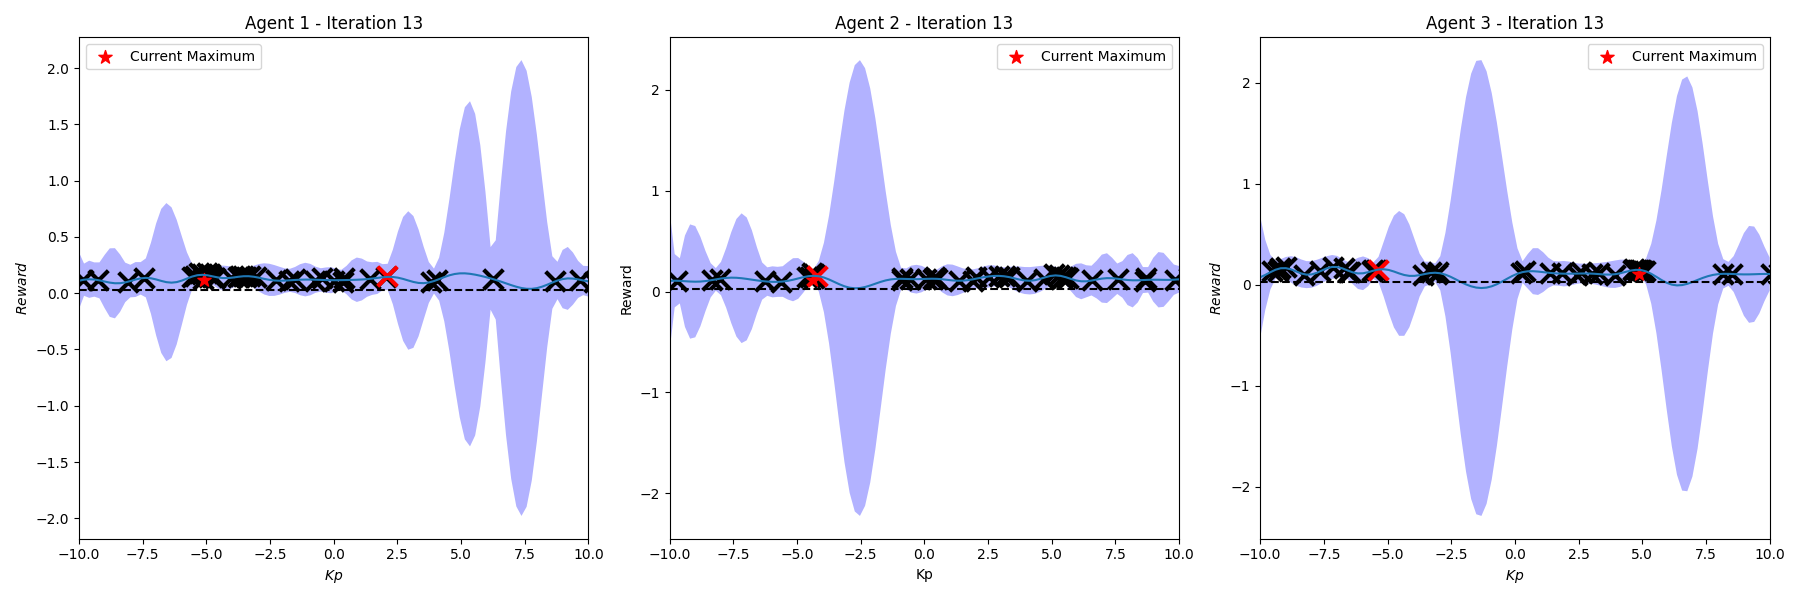 Agent 1 - Iteration 13
Current Maximum
2.0
1.5
1.0
0.5
0.0
−0.5
−1.0
−1.5
−2.0
Reward
−10.0 −7.5 −5.0 −2.5 0.0 2.5 5.0 7.5 10.0
Kp
Agent 2 - Iteration 13
Current Maximum
2
1
0
−1
−2
Reward
−10.0 −7.5 −5.0 −2.5 0.0 2.5 5.0 7.5 10.0
Kp
Agent 3 - Iteration 13
Current Maximum
2
1
0
−1
−2
Reward
−10.0 −7.5 −5.0 −2.5 0.0 2.5 5.0 7.5 10.0
Kp